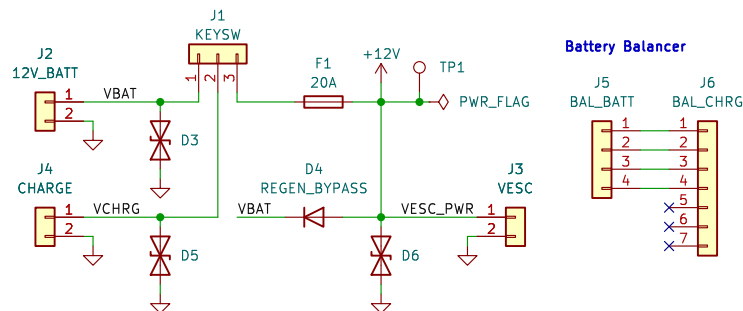 J1
KEYSW
1
2
3
J2
12V_BATT
1
2
VBAT
D3
F1
20A
+12V
TP1
PWR_FLAG
J4
CHARGE
1
2
VCHRG
D5
D4
REGEN_BYPASS
VBAT
VESC_PWR
J3
VESC
1
2
D6
Battery Balancer
J5
BAL_BATT
1
2
3
4
J6
BAL_CHRG
1
2
3
4
5
6
7